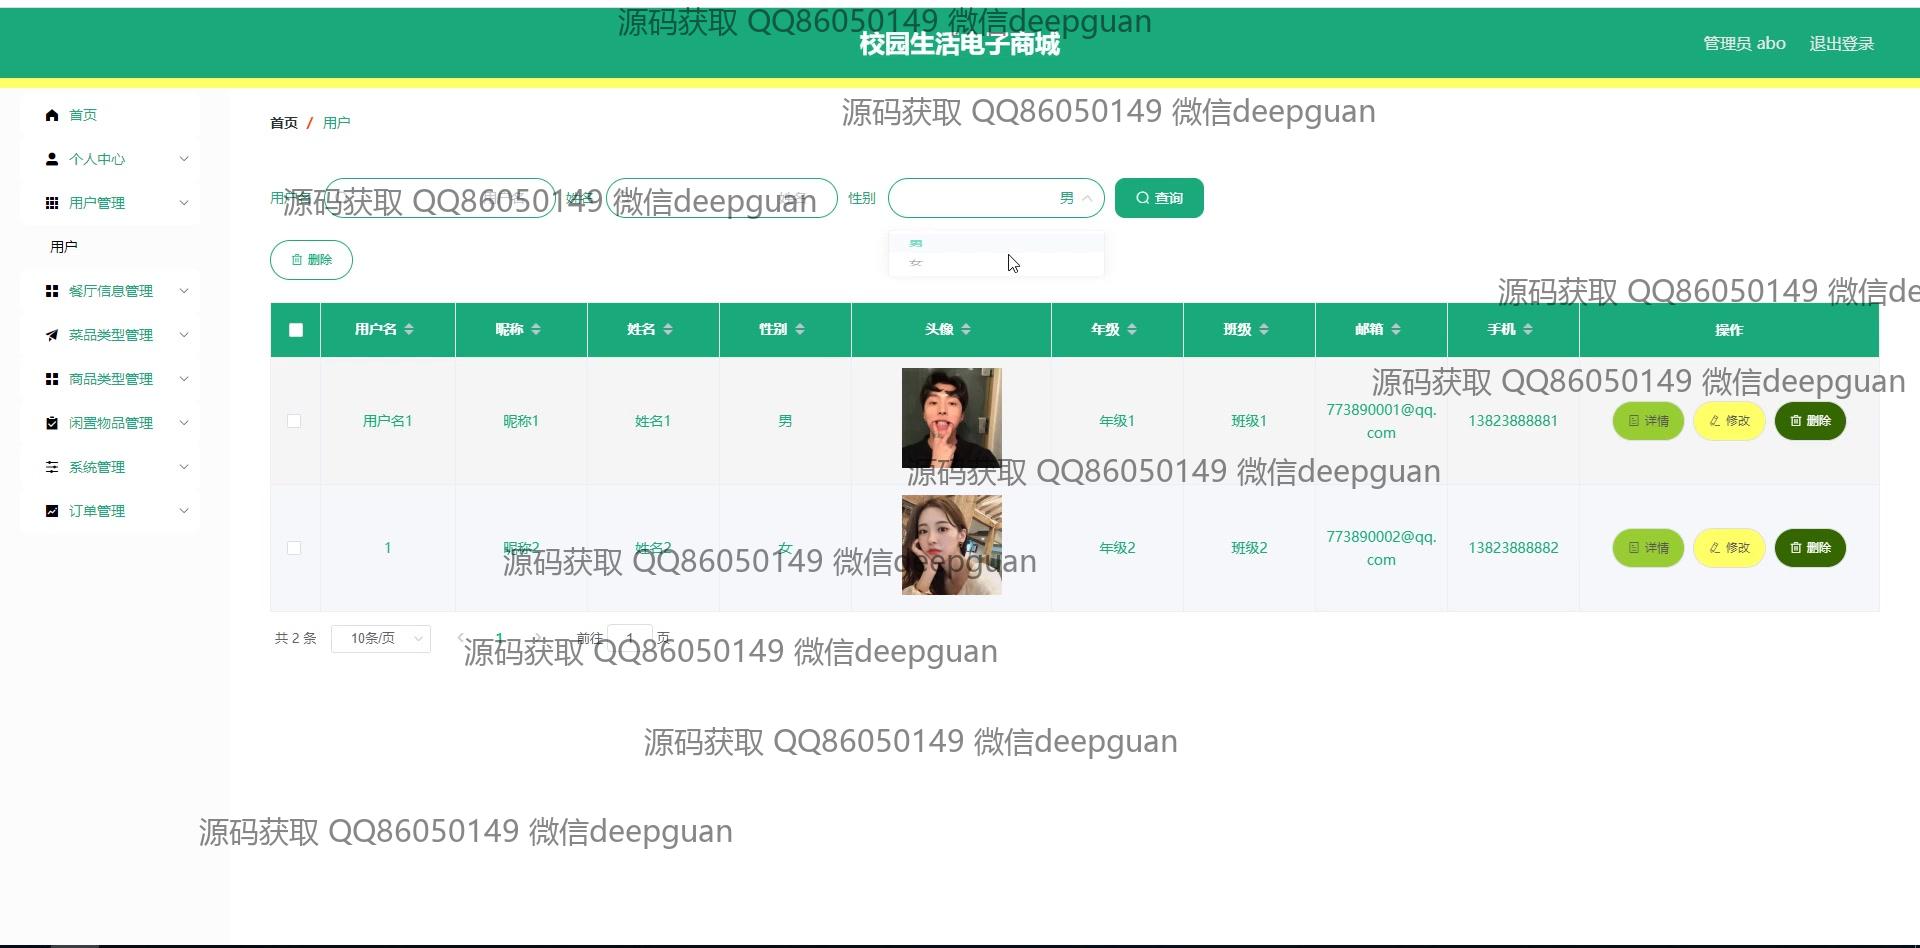 源码获取 QQ86050149 微信deepguan
校园生活电子商城
管理员 abo 退出登录
首页
个人中心
用户管理
用户
餐厅信息管理
菜品类型管理
商品类型管理
闲置物品管理
系统管理
订单管理
首页 / 用户
源码获取 QQ86050149 微信deepguan
用户名 用户名 姓名 姓名 性别 男 查询
源码获取 QQ86050149 微信deepguan
男
女
删除
源码获取 QQ86050149 微信de
用户名 昵称 姓名 性别 头像 年级 班级 邮箱 手机 操作
源码获取 QQ86050149 微信deepguan
用户名1 昵称1 姓名1 男 年级1 班级1 773890001@qq.com 13823888881 详情 修改 删除
源码获取 QQ86050149 微信deepguan
1 昵称2 姓名2 女 年级2 班级2 773890002@qq.com 13823888882 详情 修改 删除
源码获取 QQ86050149 微信deepguan
共 2 条 10条/页 1 前往 1 页
源码获取 QQ86050149 微信deepguan
源码获取 QQ86050149 微信deepguan
源码获取 QQ86050149 微信deepguan